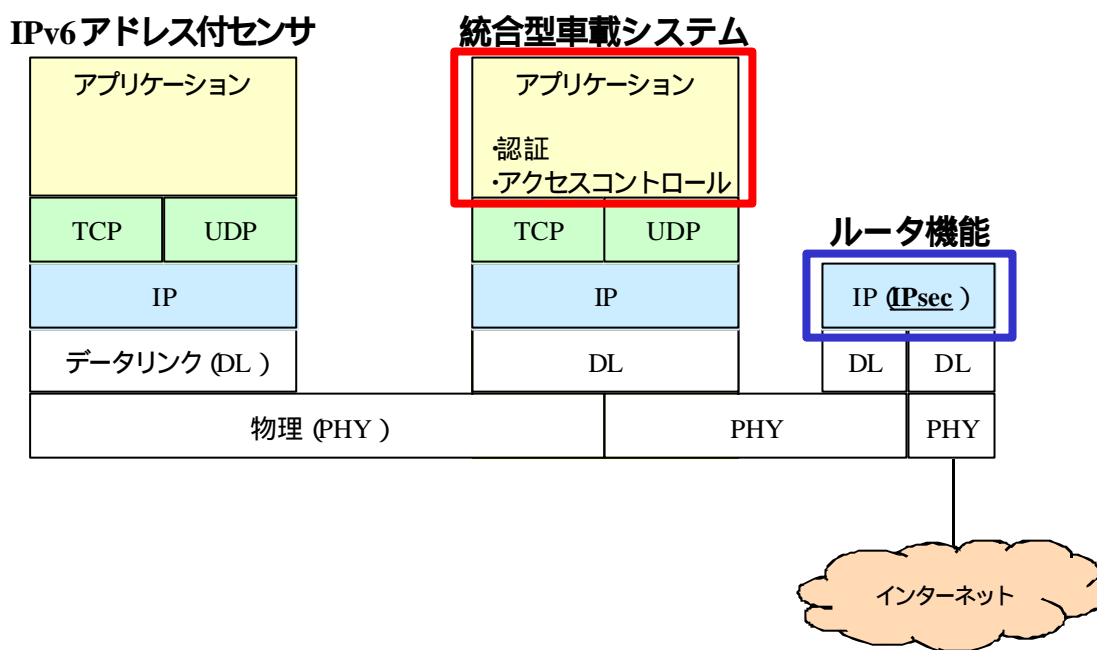 IPv6アドレス付センサ
アプリケーション
TCP
UDP
IP
データリンク(DL)
物理(PHY)
統合型車載システム
アプリケーション
・認証
・アクセスコントロール
TCP
UDP
IP
DL
PHY
ルータ機能
IP(IPsec)
DL
DL
PHY
インターネット